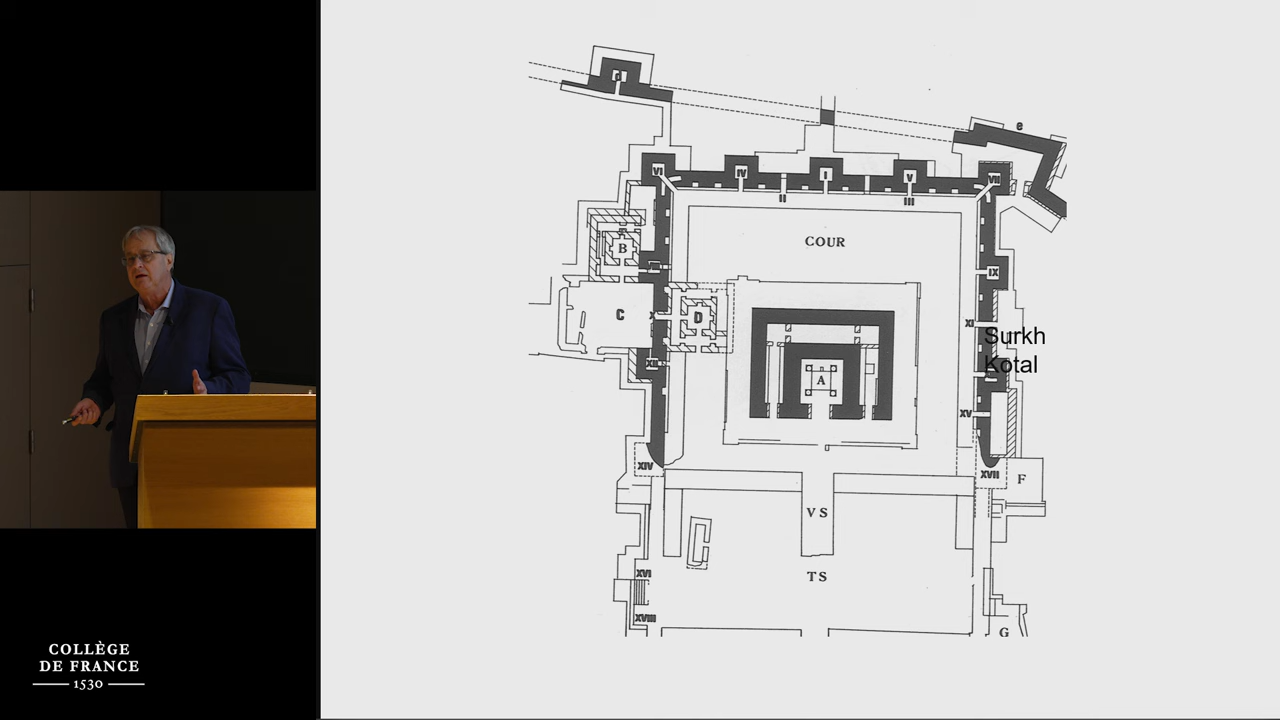 d
e
VI
IV
I
V
VII
II
III
COUR
B
IX
C
X
D
XI
Surkh
Kotal
A
XV
XIV
XVII
F
VS
TS
XVI
XVIII
G
COLLÈGE
DE FRANCE
1530